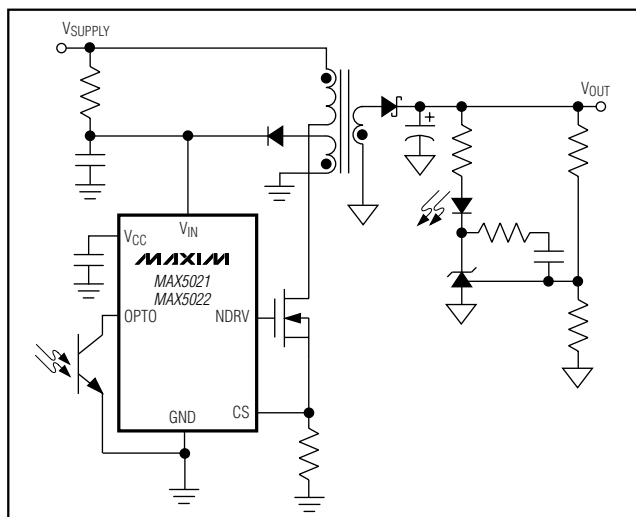 VSUPPLY
VOUT
VIN
VCC
MAXIM
MAX5021
MAX5022
OPTO
NDRV
CS
GND
+